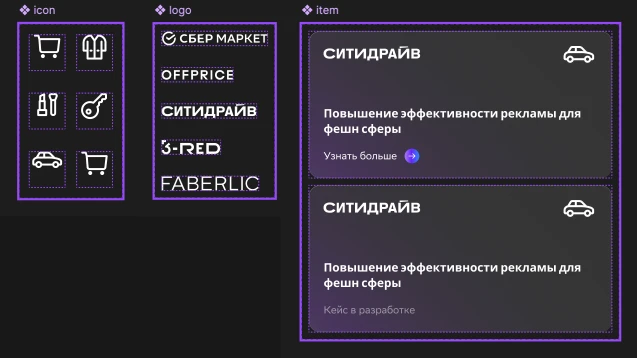 icon
logo
СБЕР МАРКЕТ
OFFPRICE
СИТИДРАЙВ
3-RED
FABERLIC
item
СИТИДРАЙВ
Повышение эффективности рекламы для
фешн сферы
Узнать больше
СИТИДРАЙВ
Повышение эффективности рекламы для
фешн сферы
Кейс в разработке